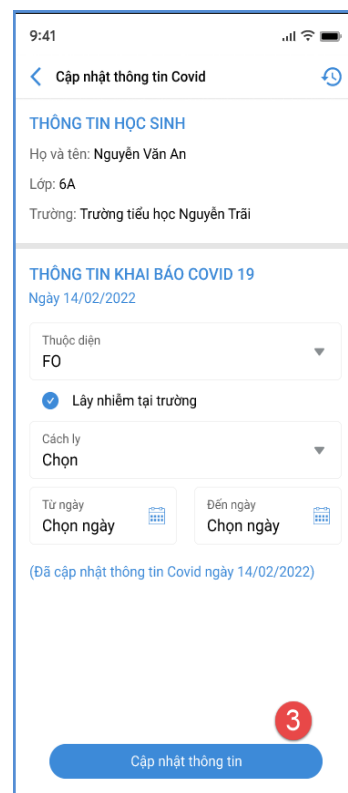 9:41
Cập nhật thông tin Covid
THÔNG TIN HỌC SINH
Họ và tên: Nguyễn Văn An
Lớp: 6A
Trường: Trường tiểu học Nguyễn Trãi
THÔNG TIN KHAI BÁO COVID 19
Ngày 14/02/2022
Thuộc diện
FO
Lây nhiễm tại trường
Cách ly
Chọn
Từ ngày
Chọn ngày
Đến ngày
Chọn ngày
(Đã cập nhật thông tin Covid ngày 14/02/2022)
3
Cập nhật thông tin